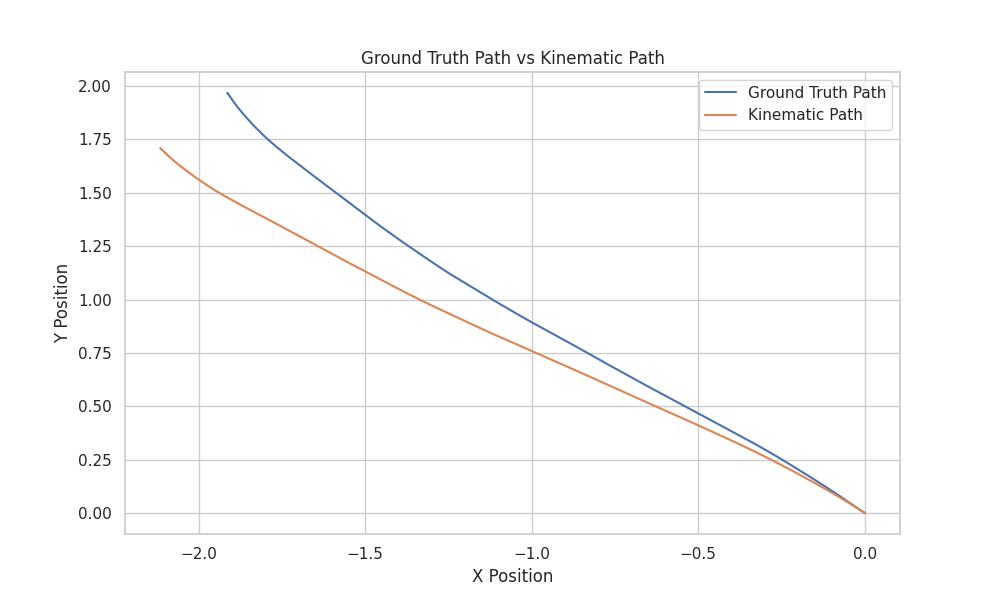 Ground Truth Path vs Kinematic Path
Ground Truth Path
Kinematic Path
2.00
1.75
1.50
1.25
1.00
0.75
0.50
0.25
0.00
Y Position
−2.0 −1.5 −1.0 −0.5 0.0
X Position